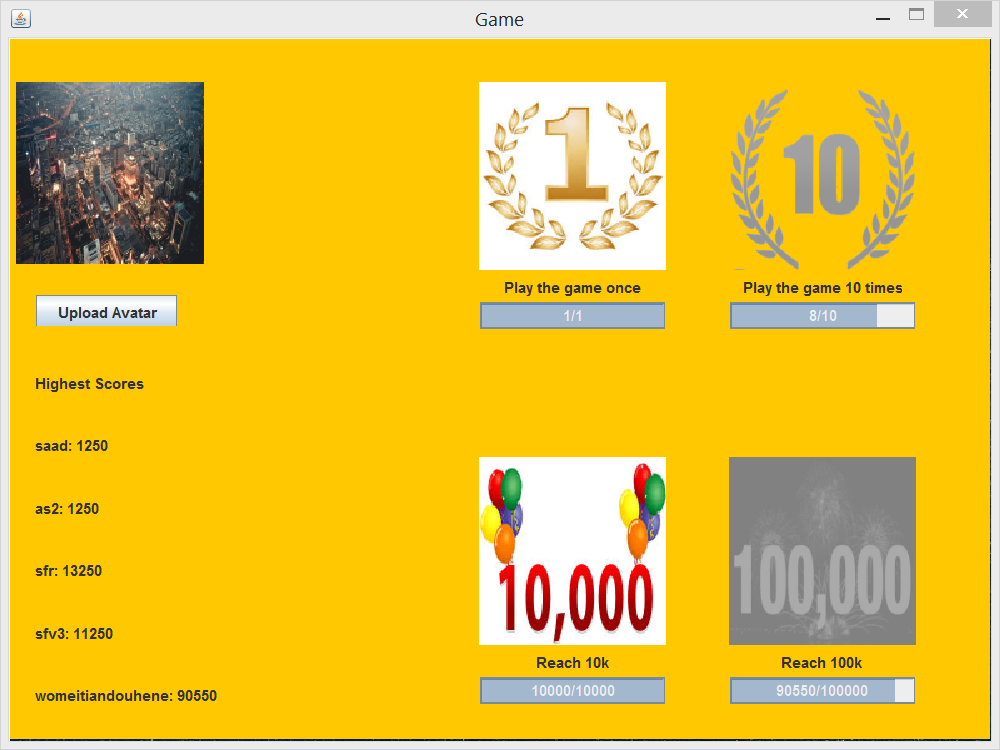 Game
1
10
Play the game once
Play the game 10 times
1/1
8/10
Upload Avatar
Highest Scores
saad: 1250
as2: 1250
sfr: 13250
sfv3: 11250
womeitiandouhene: 90550
10,000
100,000
Reach 10k
Reach 100k
10000/10000
90550/100000